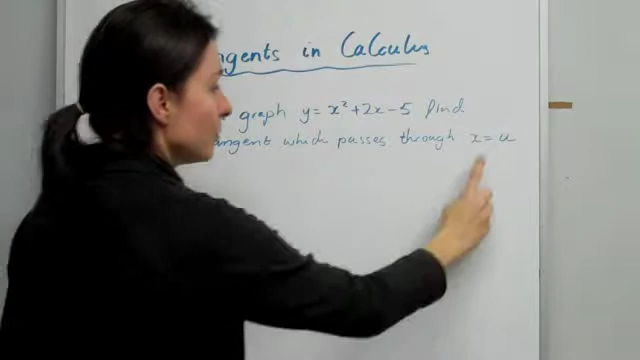 ngents in Calculus
graph y = x² + 2x - 5 find
angent which passes through x =